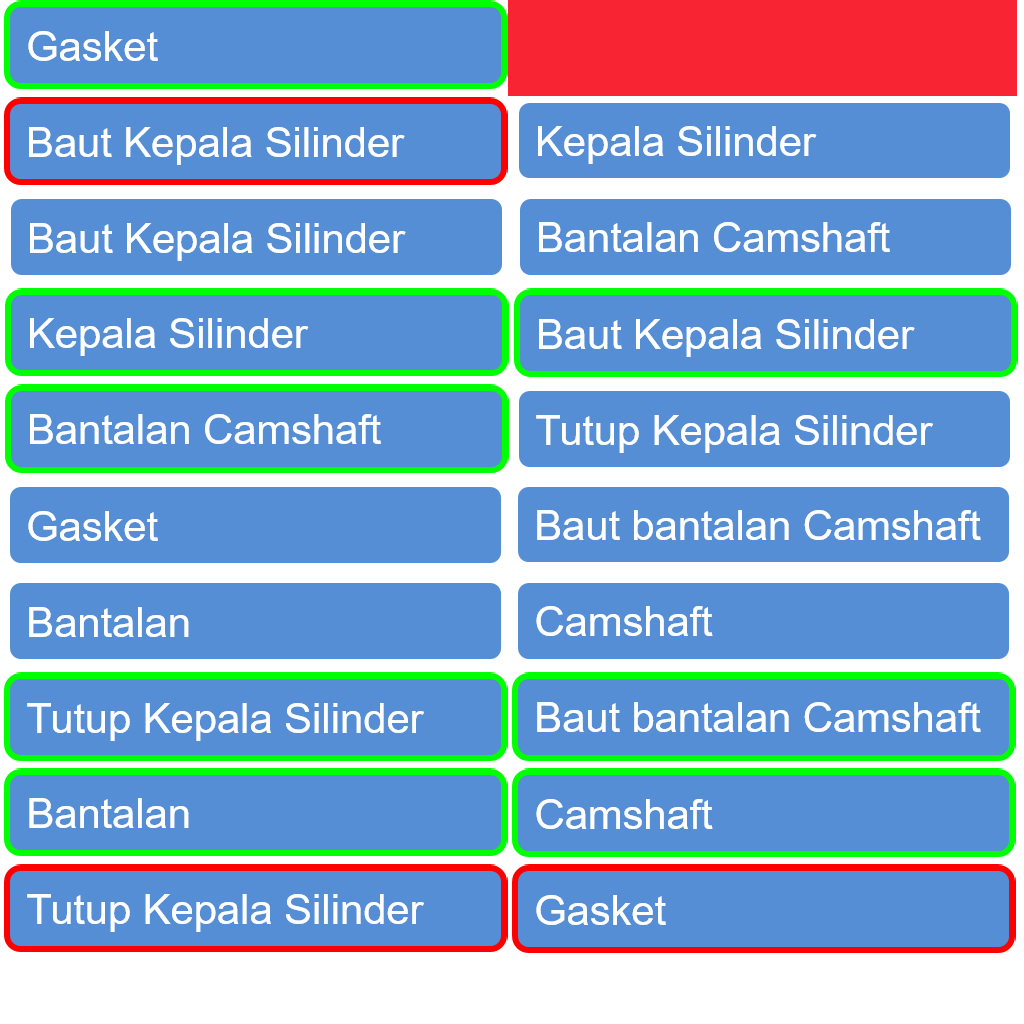 Gasket
Baut Kepala Silinder
Kepala Silinder
Baut Kepala Silinder
Bantalan Camshaft
Kepala Silinder
Baut Kepala Silinder
Bantalan Camshaft
Tutup Kepala Silinder
Gasket
Baut bantalan Camshaft
Bantalan
Camshaft
Tutup Kepala Silinder
Baut bantalan Camshaft
Bantalan
Camshaft
Tutup Kepala Silinder
Gasket